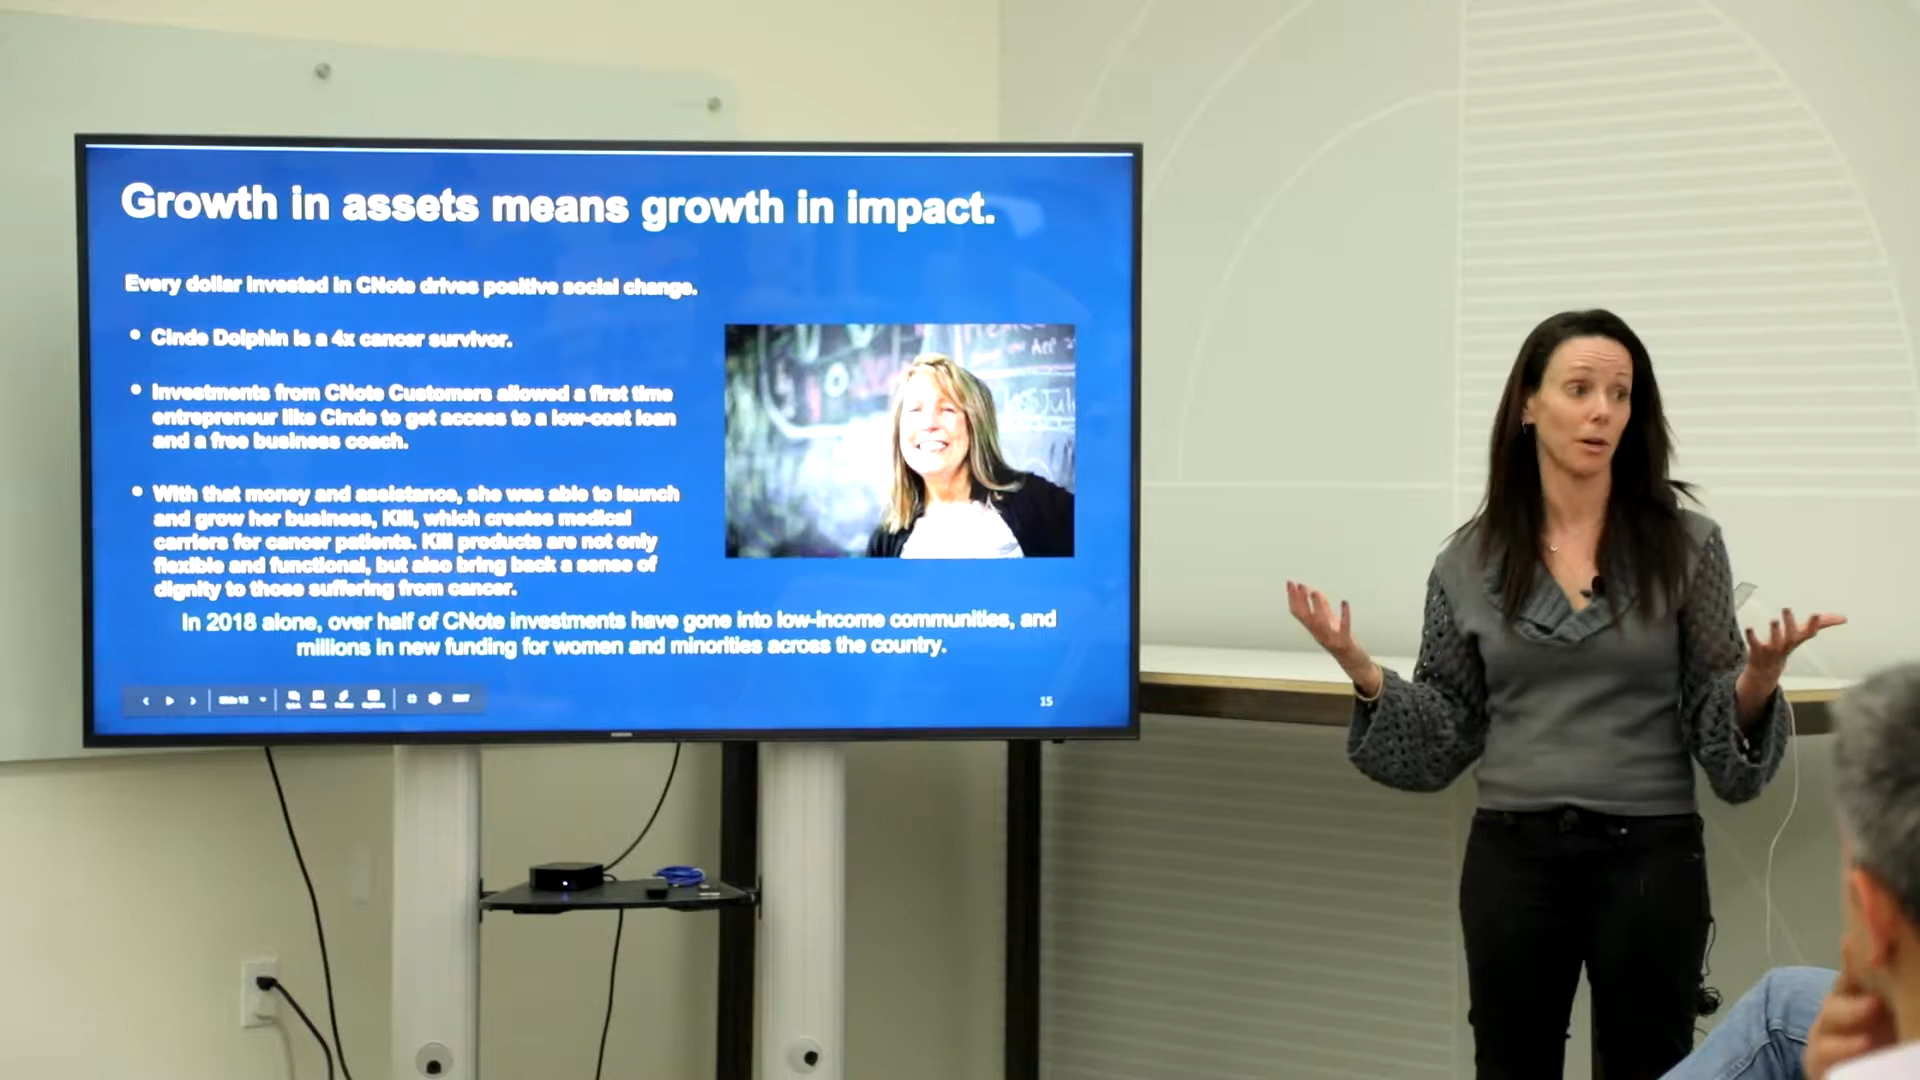 Growth in assets means growth in impact.
Every dollar invested in CNote drives positive social change.
• Cinde Dolphin is a 4x cancer survivor.
• Investments from CNote Customers allowed a first time
entrepreneur like Cinde to get access to a low-cost loan
and a free business coach.
• With that money and assistance, she was able to launch
and grow her business, Kili, which creates medical
carriers for cancer patients. Kili products are not only
flexible and functional, but also bring back a sense of
dignity to those suffering from cancer.
In 2018 alone, over half of CNote investments have gone into low-income communities, and
millions in new funding for women and minorities across the country.
Slide 15
15